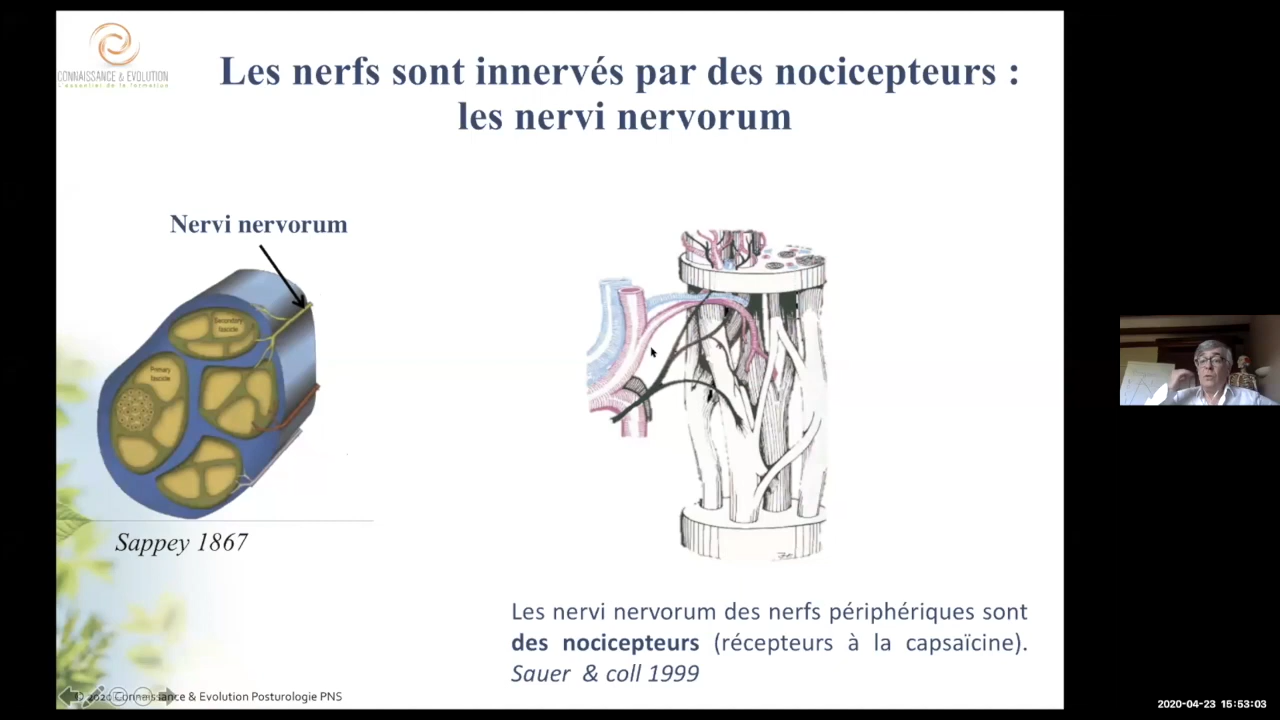 CONNAISSANCE & EVOLUTION
L'essentiel de la formation
Les nerfs sont innervés par des nocicepteurs :
les nervi nervorum
Nervi nervorum
Secondary
fascicle
Primary
fascicle
Sappey 1867
Les nervi nervorum des nerfs périphériques sont
des nocicepteurs (récepteurs à la capsaïcine).
Sauer & coll 1999
© 2020 Connaissance & Evolution Posturologie PNS
2020-04-23 15:53:03